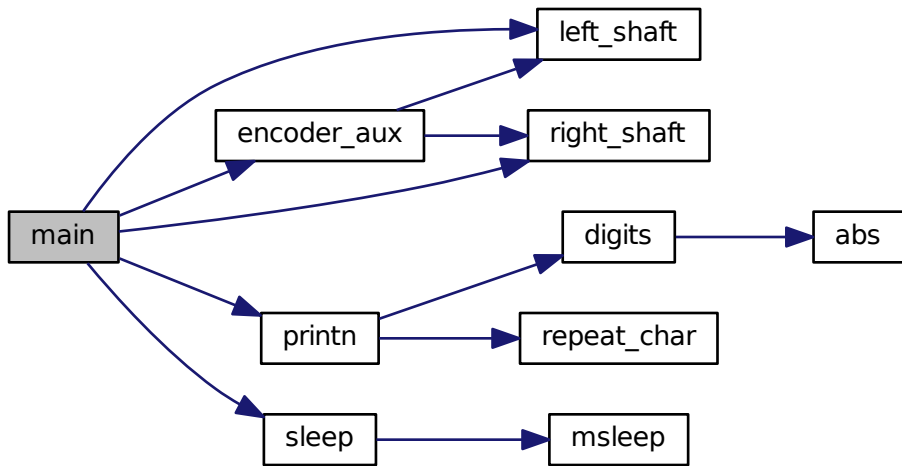 left_shaft
encoder_aux
right_shaft
main
digits
abs
printn
repeat_char
sleep
msleep